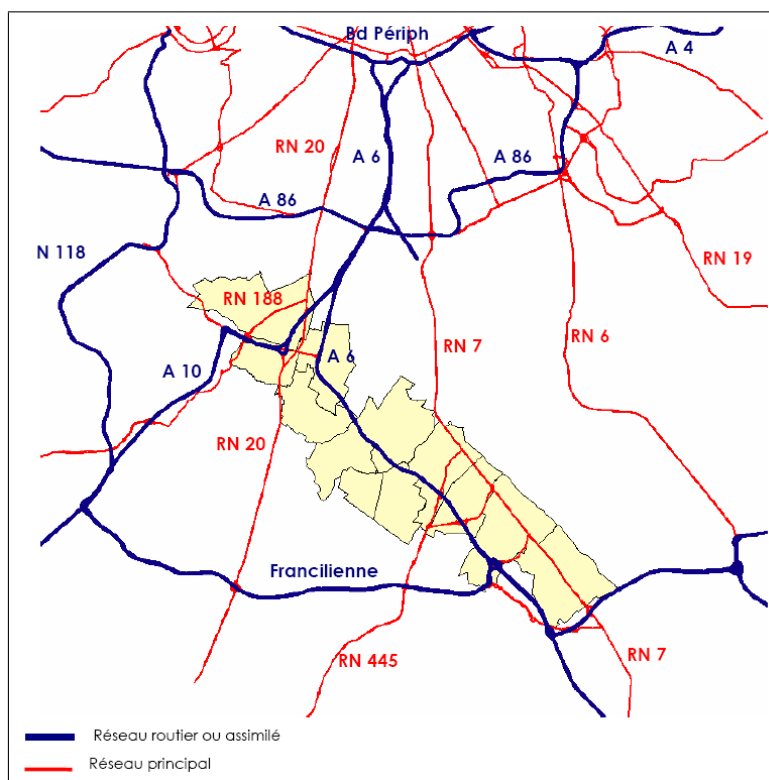 Bd Périph
A 4
RN 20
A 6
A 86
A 86
N 118
RN 19
RN 188
RN 7
RN 6
A 10
A 6
RN 20
Francilienne
RN 445
RN 7
Réseau routier ou assimilé
Réseau principal